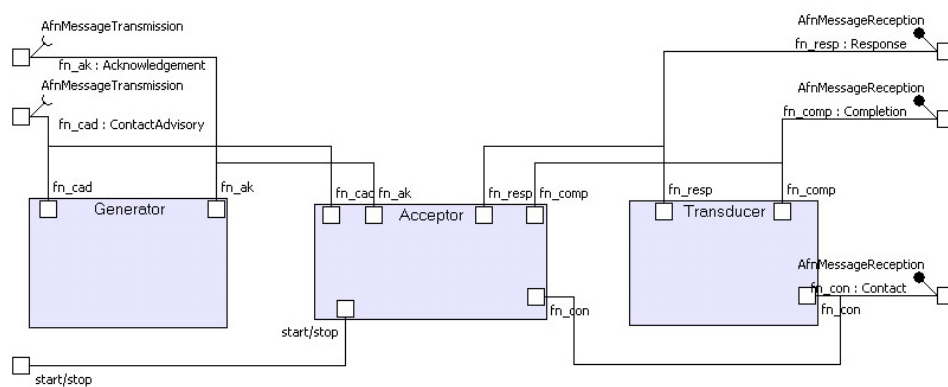 AfnMessageTransmission
fn_ak : Acknowledgement
AfnMessageTransmission
fn_cad : ContactAdvisory
AfnMessageReception
fn_resp : Response
AfnMessageReception
fn_comp : Completion
fn_cad
fn_ak
fn_cad
fn_ak
fn_resp
fn_comp
fn_resp
fn_comp
Generator
Acceptor
Transducer
AfnMessageReception
fn_con : Contact
fn_con
fn_con
start/stop
start/stop